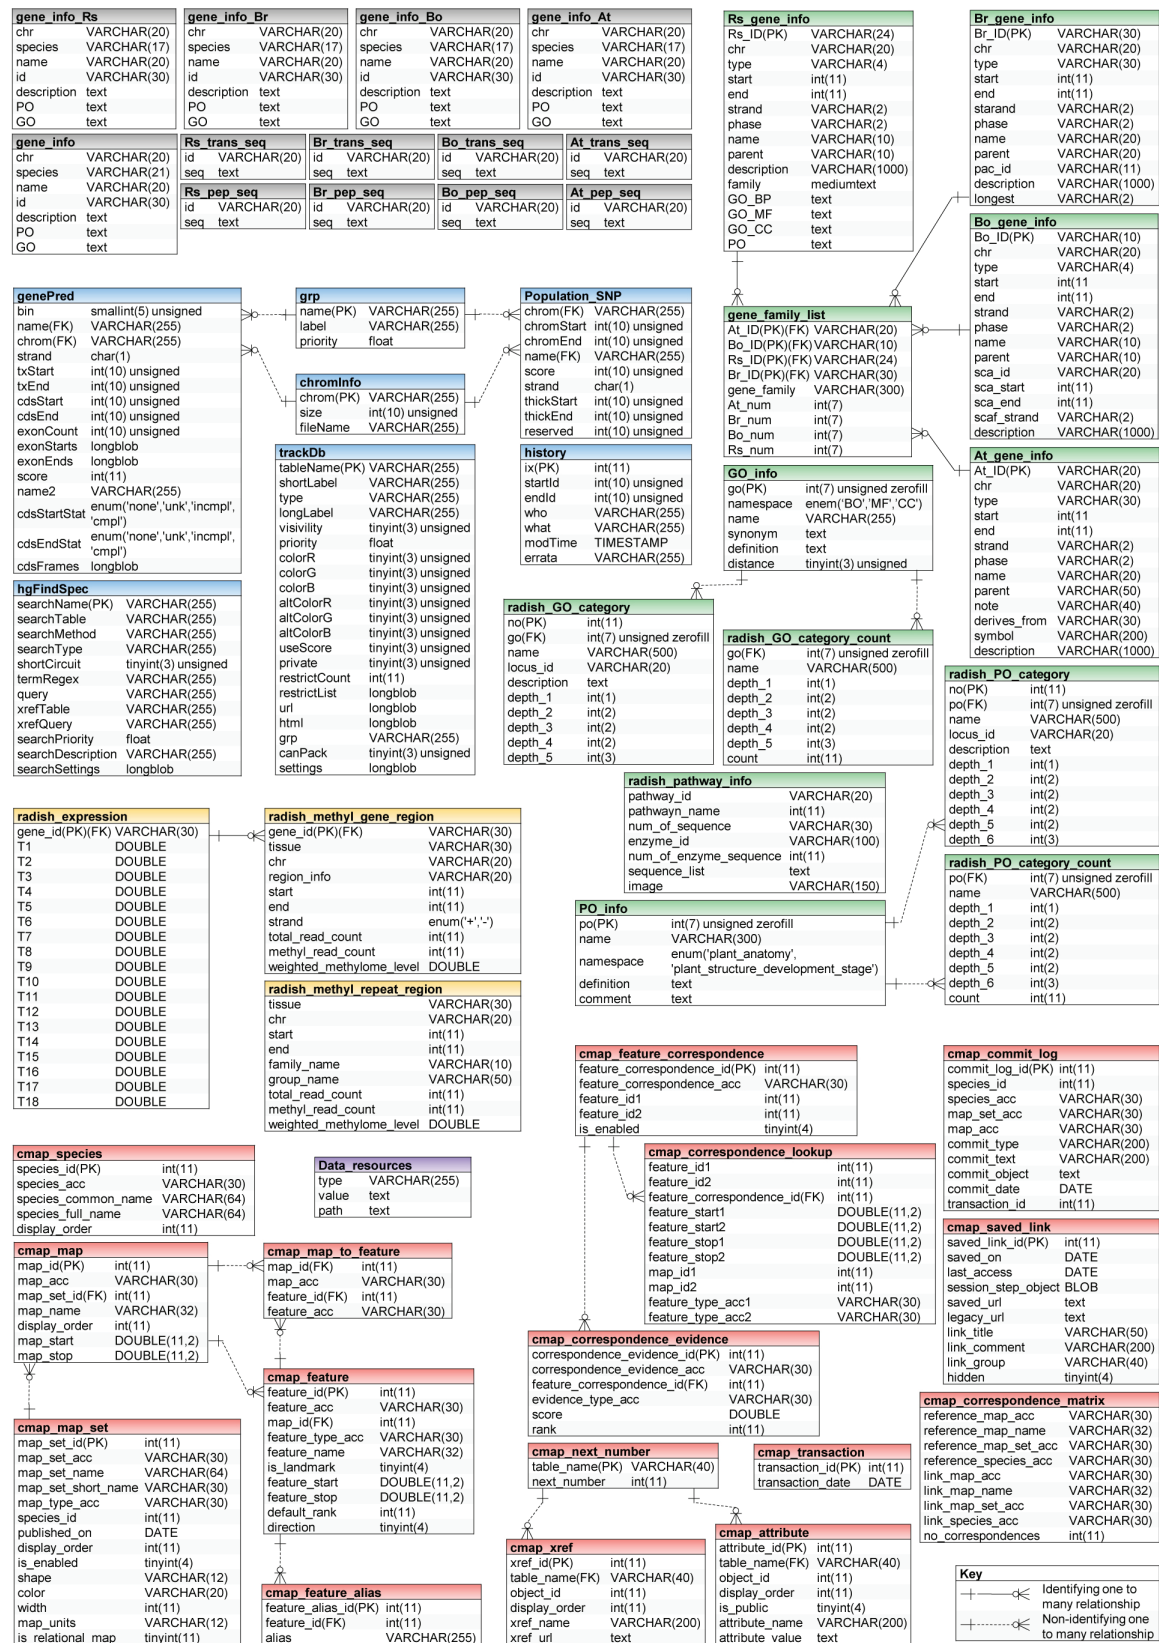 gene_info_Rs
chr VARCHAR(20)
species VARCHAR(17)
name VARCHAR(20)
id VARCHAR(30)
description text
PO text
GO text
gene_info_Br
chr VARCHAR(20)
species VARCHAR(17)
name VARCHAR(20)
id VARCHAR(30)
description text
PO text
GO text
gene_info_Bo
chr VARCHAR(20)
species VARCHAR(17)
name VARCHAR(20)
id VARCHAR(30)
description text
PO text
GO text
gene_info_At
chr VARCHAR(20)
species VARCHAR(17)
name VARCHAR(20)
id VARCHAR(30)
description text
PO text
GO text
gene_info
chr VARCHAR(20)
species VARCHAR(21)
name VARCHAR(20)
id VARCHAR(30)
description text
PO text
GO text
Rs_trans_seq
id VARCHAR(20)
seq text
Br_trans_seq
id VARCHAR(20)
seq text
Bo_trans_seq
id VARCHAR(20)
seq text
At_trans_seq
id VARCHAR(20)
seq text
Rs_pep_seq
id VARCHAR(20)
seq text
Br_pep_seq
id VARCHAR(20)
seq text
Bo_pep_seq
id VARCHAR(20)
seq text
At_pep_seq
id VARCHAR(20)
seq text
Rs_gene_info
Rs_ID(PK) VARCHAR(24)
chr VARCHAR(20)
type VARCHAR(4)
start int(11)
end int(11)
strand VARCHAR(2)
phase VARCHAR(2)
name VARCHAR(10)
parent VARCHAR(10)
description VARCHAR(1000)
family mediumtext
GO_BP text
GO_MF text
GO_CC text
PO text
Br_gene_info
Br_ID(PK) VARCHAR(30)
chr VARCHAR(20)
type VARCHAR(30)
start int(11)
end int(11)
starand VARCHAR(2)
phase VARCHAR(2)
name VARCHAR(20)
parent VARCHAR(20)
pac_id VARCHAR(11)
description VARCHAR(1000)
longest VARCHAR(2)
Bo_gene_info
Bo_ID(PK) VARCHAR(10)
chr VARCHAR(20)
type VARCHAR(4)
start int(11
end int(11)
strand VARCHAR(2)
phase VARCHAR(2)
name VARCHAR(10)
parent VARCHAR(10)
sca_id VARCHAR(20)
sca_start int(11)
sca_end int(11)
scaf_strand VARCHAR(2)
description VARCHAR(1000)
gene_family_list
At_ID(PK)(FK) VARCHAR(20)
Bo_ID(PK)(FK) VARCHAR(10)
Rs_ID(PK)(FK) VARCHAR(24)
Br_ID(PK)(FK) VARCHAR(30)
gene_family VARCHAR(300)
At_num int(7)
Br_num int(7)
Bo_num int(7)
Rs_num int(7)
At_gene_info
At_ID(PK) VARCHAR(20)
chr VARCHAR(20)
type VARCHAR(30)
start int(11
end int(11)
strand VARCHAR(2)
phase VARCHAR(2)
name VARCHAR(20)
parent VARCHAR(50)
note VARCHAR(40)
derives_from VARCHAR(30)
symbol VARCHAR(200)
description VARCHAR(1000)
genePred
bin smallint(5) unsigned
name(FK) VARCHAR(255)
chrom(FK) VARCHAR(255)
strand char(1)
txStart int(10) unsigned
txEnd int(10) unsigned
cdsStart int(10) unsigned
cdsEnd int(10) unsigned
exonCount int(10) unsigned
exonStarts longblob
exonEnds longblob
score int(11)
name2 VARCHAR(255)
cdsStartStat enum('none','unk','incmpl',
'cmpl')
cdsEndStat enum('none','unk','incmpl',
'cmpl')
cdsFrames longblob
grp
name(PK) VARCHAR(255)
label VARCHAR(255)
priority float
chromInfo
chrom(PK) VARCHAR(255)
size int(10) unsigned
fileName VARCHAR(255)
Population_SNP
chrom(FK) VARCHAR(255)
chromStart int(10) unsigned
chromEnd int(10) unsigned
name(FK) VARCHAR(255)
score int(10) unsigned
strand char(1)
thickStart int(10) unsigned
thickEnd int(10) unsigned
reserved int(10) unsigned
trackDb
tableName(PK) VARCHAR(255)
shortLabel VARCHAR(255)
type VARCHAR(255)
longLabel VARCHAR(255)
visivility tinyint(3) unsigned
priority float
colorR tinyint(3) unsigned
colorG tinyint(3) unsigned
colorB tinyint(3) unsigned
altColorR tinyint(3) unsigned
altColorG tinyint(3) unsigned
altColorB tinyint(3) unsigned
useScore tinyint(3) unsigned
private tinyint(3) unsigned
restrictCount int(11)
restrictList longblob
url longblob
html longblob
grp VARCHAR(255)
canPack tinyint(3) unsigned
settings longblob
history
ix(PK) int(11)
startId int(10) unsigned
endId int(10) unsigned
who VARCHAR(255)
what VARCHAR(255)
modTime TIMESTAMP
errata VARCHAR(255)
hgFindSpec
searchName(PK) VARCHAR(255)
searchTable VARCHAR(255)
searchMethod VARCHAR(255)
searchType VARCHAR(255)
shortCircuit tinyint(3) unsigned
termRegex VARCHAR(255)
query VARCHAR(255)
xrefTable VARCHAR(255)
xrefQuery VARCHAR(255)
searchPriority float
searchDescription VARCHAR(255)
searchSettings longblob
GO_info
go(PK) int(7) unsigned zerofill
namespace enem('BO','MF','CC')
name VARCHAR(255)
synonym text
definition text
distance tinyint(3) unsigned
radish_GO_category
no(PK) int(11)
go(FK) int(7) unsigned zerofill
name VARCHAR(500)
locus_id VARCHAR(20)
description text
depth_1 int(1)
depth_2 int(2)
depth_3 int(2)
depth_4 int(2)
depth_5 int(3)
radish_GO_category_count
go(FK) int(7) unsigned zerofill
name VARCHAR(500)
depth_1 int(1)
depth_2 int(2)
depth_3 int(2)
depth_4 int(2)
depth_5 int(3)
count int(11)
radish_PO_category
no(PK) int(11)
po(FK) int(7) unsigned zerofill
name VARCHAR(500)
locus_id VARCHAR(20)
description text
depth_1 int(1)
depth_2 int(2)
depth_3 int(2)
depth_4 int(2)
depth_5 int(2)
depth_6 int(3)
radish_pathway_info
pathway_id VARCHAR(20)
pathwayn_name int(11)
num_of_sequence VARCHAR(30)
enzyme_id VARCHAR(100)
num_of_enzyme_sequence int(11)
sequence_list text
image VARCHAR(150)
radish_PO_category_count
po(FK) int(7) unsigned zerofill
name VARCHAR(500)
depth_1 int(1)
depth_2 int(2)
depth_3 int(2)
depth_4 int(2)
depth_5 int(2)
depth_6 int(3)
count int(11)
PO_info
po(PK) int(7) unsigned zerofill
name VARCHAR(300)
namespace enum('plant_anatomy',
'plant_structure_development_stage')
definition text
comment text
radish_expression
gene_id(PK)(FK) VARCHAR(30)
T1 DOUBLE
T2 DOUBLE
T3 DOUBLE
T4 DOUBLE
T5 DOUBLE
T6 DOUBLE
T7 DOUBLE
T8 DOUBLE
T9 DOUBLE
T10 DOUBLE
T11 DOUBLE
T12 DOUBLE
T13 DOUBLE
T14 DOUBLE
T15 DOUBLE
T16 DOUBLE
T17 DOUBLE
T18 DOUBLE
radish_methyl_gene_region
gene_id(PK)(FK) VARCHAR(30)
tissue VARCHAR(30)
chr VARCHAR(20)
region_info VARCHAR(20)
start int(11)
end int(11)
strand enum('+','-')
total_read_count int(11)
methyl_read_count int(11)
weighted_methylome_level DOUBLE
radish_methyl_repeat_region
tissue VARCHAR(30)
chr VARCHAR(20)
start int(11)
end int(11)
family_name VARCHAR(10)
group_name VARCHAR(50)
total_read_count int(11)
methyl_read_count int(11)
weighted_methylome_level DOUBLE
cmap_feature_correspondence
feature_correspondence_id(PK) int(11)
feature_correspondence_acc VARCHAR(30)
feature_id1 int(11)
feature_id2 int(11)
is_enabled tinyint(4)
cmap_commit_log
commit_log_id(PK) int(11)
species_id int(11)
species_acc VARCHAR(30)
map_set_acc VARCHAR(30)
map_acc VARCHAR(30)
commit_type VARCHAR(200)
commit_text VARCHAR(200)
commit_object text
commit_date DATE
transaction_id int(11)
cmap_species
species_id(PK) int(11)
species_acc VARCHAR(30)
species_common_name VARCHAR(64)
species_full_name VARCHAR(64)
display_order int(11)
Data_resources
type VARCHAR(255)
value text
path text
cmap_correspondence_lookup
feature_id1 int(11)
feature_id2 int(11)
feature_correspondence_id(FK) int(11)
feature_start1 DOUBLE(11,2)
feature_start2 DOUBLE(11,2)
feature_stop1 DOUBLE(11,2)
feature_stop2 DOUBLE(11,2)
map_id1 int(11)
map_id2 int(11)
feature_type_acc1 VARCHAR(30)
feature_type_acc2 VARCHAR(30)
cmap_saved_link
saved_link_id(PK) int(11)
saved_on DATE
last_access DATE
session_step_object BLOB
saved_url text
legacy_url text
link_title VARCHAR(50)
link_comment VARCHAR(200)
link_group VARCHAR(40)
hidden tinyint(4)
cmap_map
map_id(PK) int(11)
map_acc VARCHAR(30)
map_set_id(FK) int(11)
map_name VARCHAR(32)
display_order int(11)
map_start DOUBLE(11,2)
map_stop DOUBLE(11,2)
cmap_map_to_feature
map_id(FK) int(11)
map_acc VARCHAR(30)
feature_id(FK) int(11)
feature_acc VARCHAR(30)
cmap_correspondence_evidence
correspondence_evidence_id(PK) int(11)
correspondence_evidence_acc VARCHAR(30)
feature_correspondence_id(FK) int(11)
evidence_type_acc VARCHAR(30)
score DOUBLE
rank int(11)
cmap_feature
feature_id(PK) int(11)
feature_acc VARCHAR(30)
map_id(FK) int(11)
feature_type_acc VARCHAR(30)
feature_name VARCHAR(32)
is_landmark tinyint(4)
feature_start DOUBLE(11,2)
feature_stop DOUBLE(11,2)
default_rank int(11)
direction tinyint(4)
cmap_correspondence_matrix
reference_map_acc VARCHAR(30)
reference_map_name VARCHAR(32)
reference_map_set_acc VARCHAR(30)
reference_species_acc VARCHAR(30)
link_map_acc VARCHAR(30)
link_map_name VARCHAR(32)
link_map_set_acc VARCHAR(30)
link_species_acc VARCHAR(30)
no_correspondences int(11)
cmap_map_set
map_set_id(PK) int(11)
map_set_acc VARCHAR(30)
map_set_name VARCHAR(64)
map_set_short_name VARCHAR(30)
map_type_acc VARCHAR(30)
species_id int(11)
published_on DATE
display_order int(11)
is_enabled tinyint(4)
shape VARCHAR(12)
color VARCHAR(20)
width int(11)
map_units VARCHAR(12)
is_relational_map tinyint(11)
cmap_next_number
table_name(PK) VARCHAR(40)
next_number int(11)
cmap_transaction
transaction_id(PK) int(11)
transaction_date DATE
cmap_feature_alias
feature_alias_id(PK) int(11)
feature_id(FK) int(11)
alias VARCHAR(255)
cmap_xref
xref_id(PK) int(11)
table_name(FK) VARCHAR(40)
object_id int(11)
display_order int(11)
xref_name VARCHAR(200)
xref_url text
cmap_attribute
attribute_id(PK) int(11)
table_name(FK) VARCHAR(40)
object_id int(11)
display_order int(11)
is_public tinyint(4)
attribute_name VARCHAR(200)
attribute_value text
Key
Identifying one to
many relationship
Non-identifying one
to many relationship